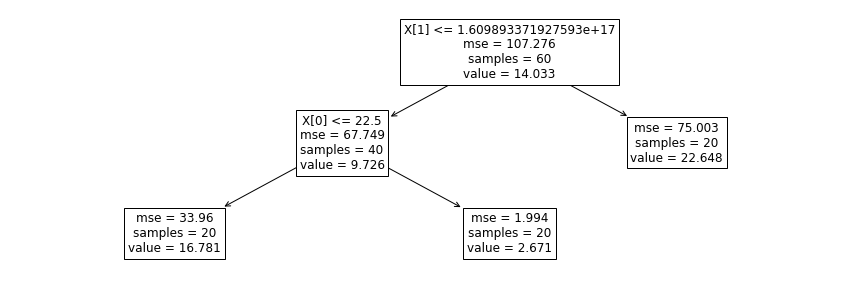 X[1] <= 1.609893371927593e+17
mse = 107.276
samples = 60
value = 14.033
X[0] <= 22.5
mse = 67.749
samples = 40
value = 9.726
mse = 75.003
samples = 20
value = 22.648
mse = 33.96
samples = 20
value = 16.781
mse = 1.994
samples = 20
value = 2.671